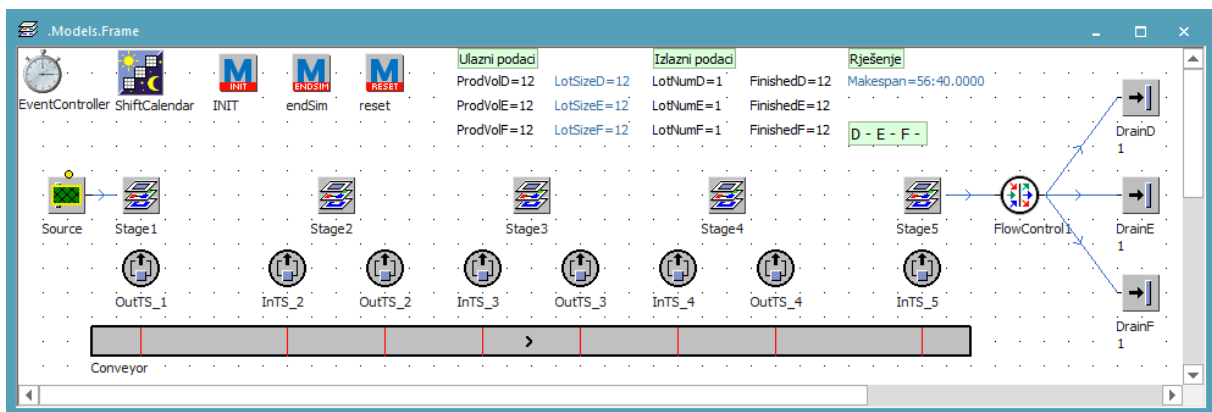 .Models.Frame
Ulazni podaci Izlazni podaci Rješenje
M M M
INIT ENDSIM RESET
ProdVolD=12 LotSizeD=12 LotNumD=1 FinishedD=12 Makespan=56:40.0000
EventController ShiftCalendar INIT endSim reset ProdVolE=12 LotSizeE=12 LotNumE=1 FinishedE=12
ProdVolF=12 LotSizeF=12 LotNumF=1 FinishedF=12 D - E - F -
DrainD
1
Source Stage1 Stage2 Stage3 Stage4 Stage5 FlowControl1 DrainE
1
OutTS_1 InTS_2 OutTS_2 InTS_3 OutTS_3 InTS_4 OutTS_4 InTS_5
DrainF
1
Conveyor